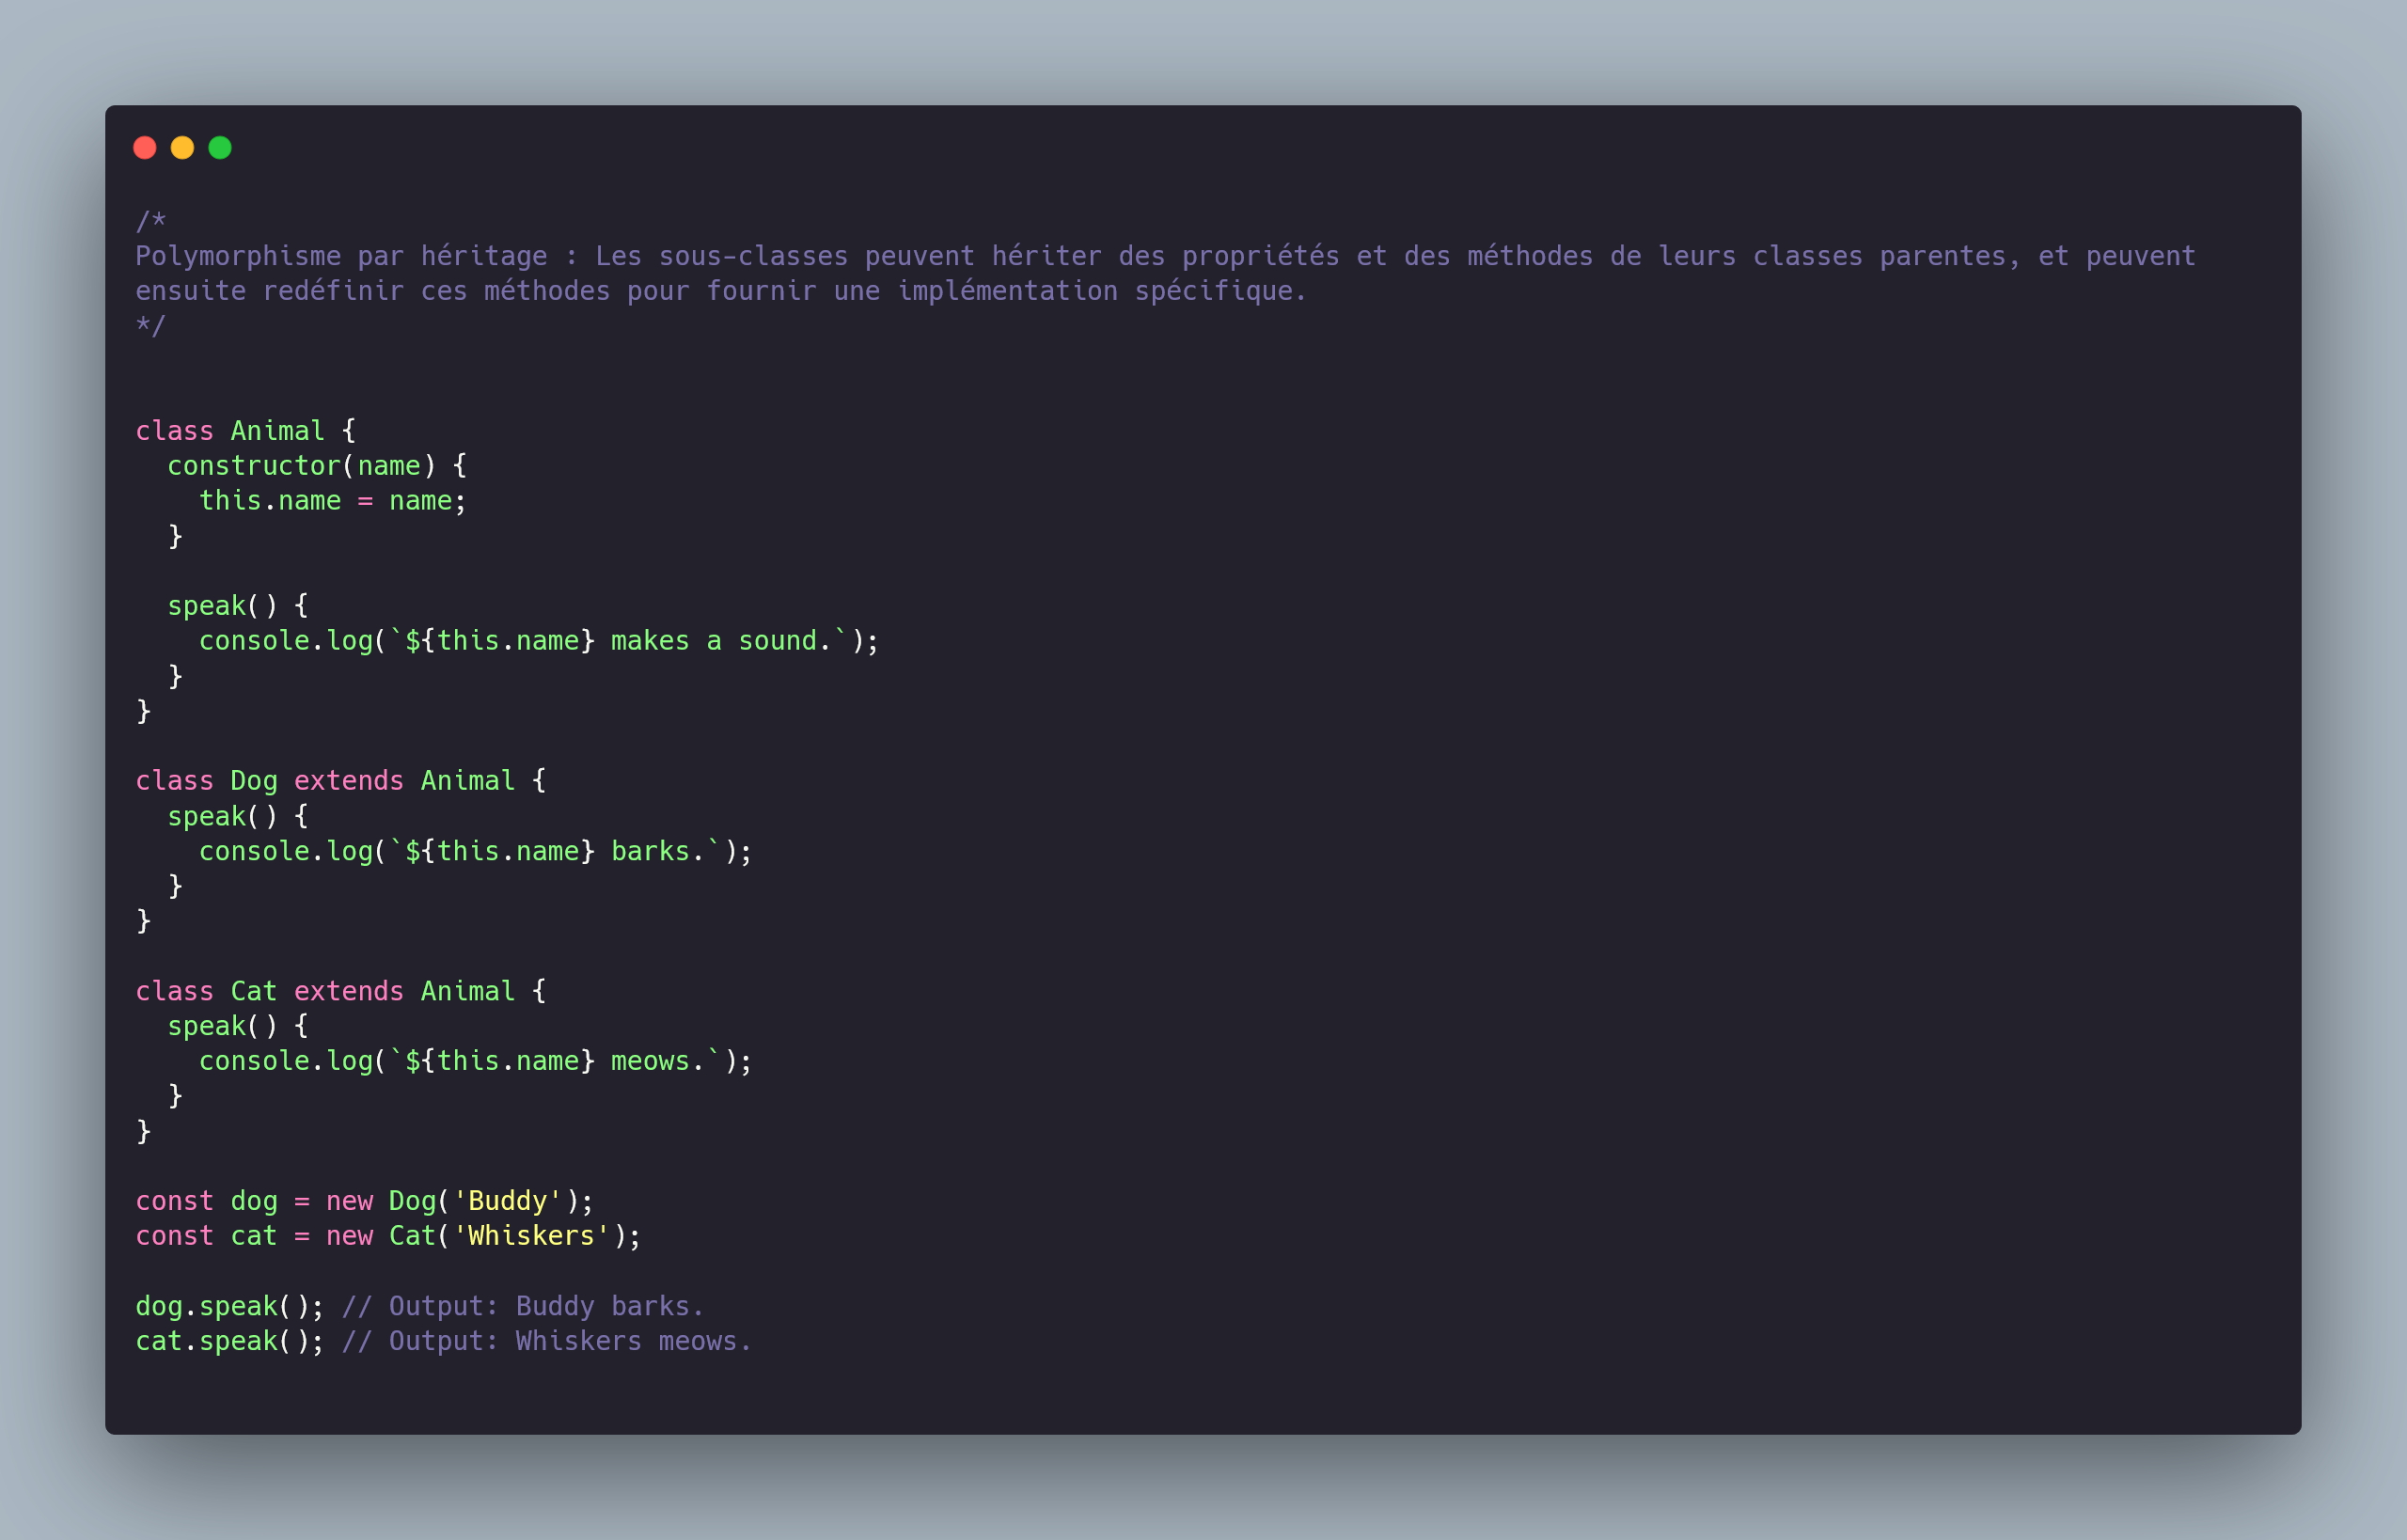 /*
Polymorphisme par héritage : Les sous-classes peuvent hériter des propriétés et des méthodes de leurs classes parentes, et peuvent
ensuite redéfinir ces méthodes pour fournir une implémentation spécifique.
*/
class Animal {
  constructor(name) {
    this.name = name;
  }
  speak() {
    console.log(`${this.name} makes a sound.`);
  }
}
class Dog extends Animal {
  speak() {
    console.log(`${this.name} barks.`);
  }
}
class Cat extends Animal {
  speak() {
    console.log(`${this.name} meows.`);
  }
}
const dog = new Dog('Buddy');
const cat = new Cat('Whiskers');
dog.speak(); // Output: Buddy barks.
cat.speak(); // Output: Whiskers meows.